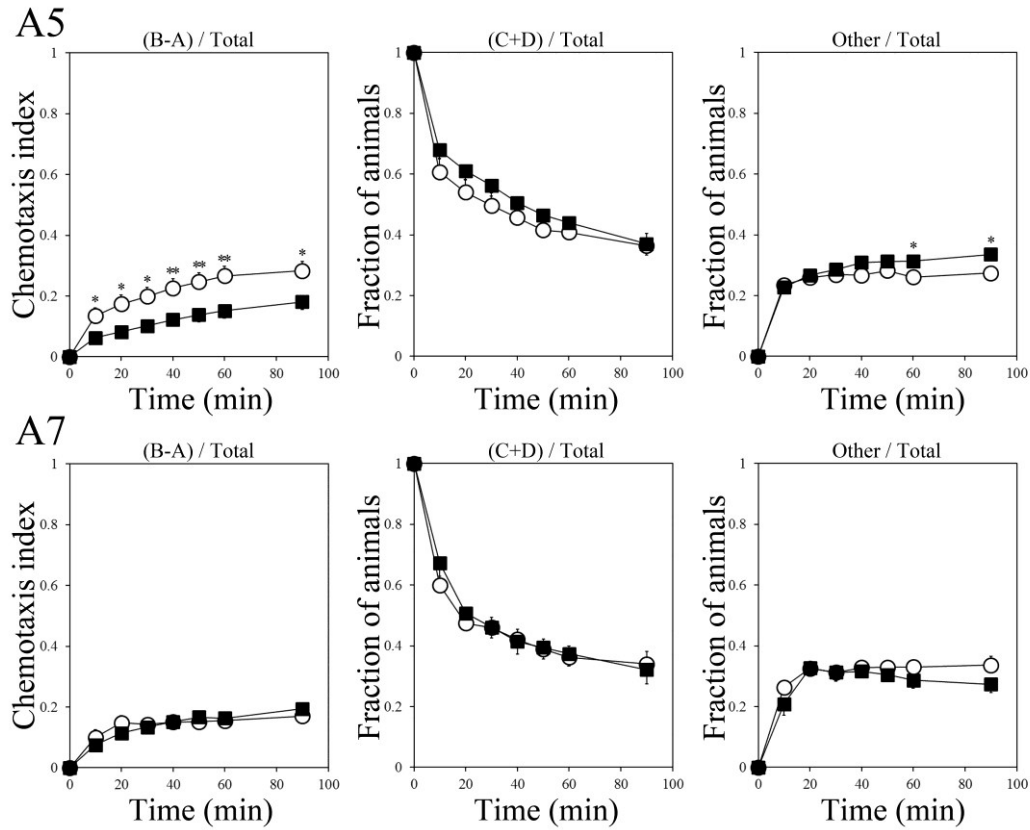 A5
(B-A) / Total
Chemotaxis index
1
0.8
0.6
0.4
0.2
0
* * * ** ** ** *
0 20 40 60 80 100
Time (min)
(C+D) / Total
Fraction of animals
1
0.8
0.6
0.4
0.2
0
0 20 40 60 80 100
Time (min)
Other / Total
Fraction of animals
1
0.8
0.6
0.4
0.2
0
* *
0 20 40 60 80 100
Time (min)
A7
(B-A) / Total
Chemotaxis index
1
0.8
0.6
0.4
0.2
0
0 20 40 60 80 100
Time (min)
(C+D) / Total
Fraction of animals
1
0.8
0.6
0.4
0.2
0
0 20 40 60 80 100
Time (min)
Other / Total
Fraction of animals
1
0.8
0.6
0.4
0.2
0
0 20 40 60 80 100
Time (min)